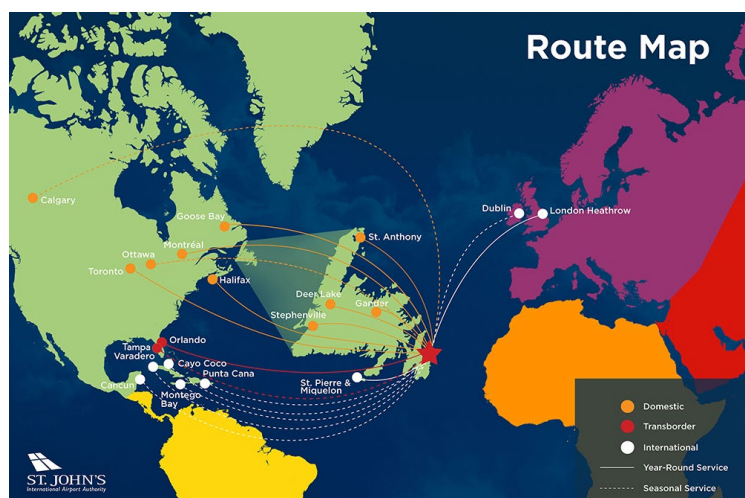 Route Map
Calgary
Goose Bay
Montréal
Ottawa
Toronto
Halifax
St. Anthony
Deer Lake
Gander
Stephenville
Dublin
London Heathrow
Orlando
Tampa
Varadero
Cayo Coco
Punta Cana
Cancun
Montego
Bay
St. Pierre &
Miquelon
Domestic
Transborder
International
Year-Round Service
Seasonal Service
ST. JOHN'S
International Airport Authority